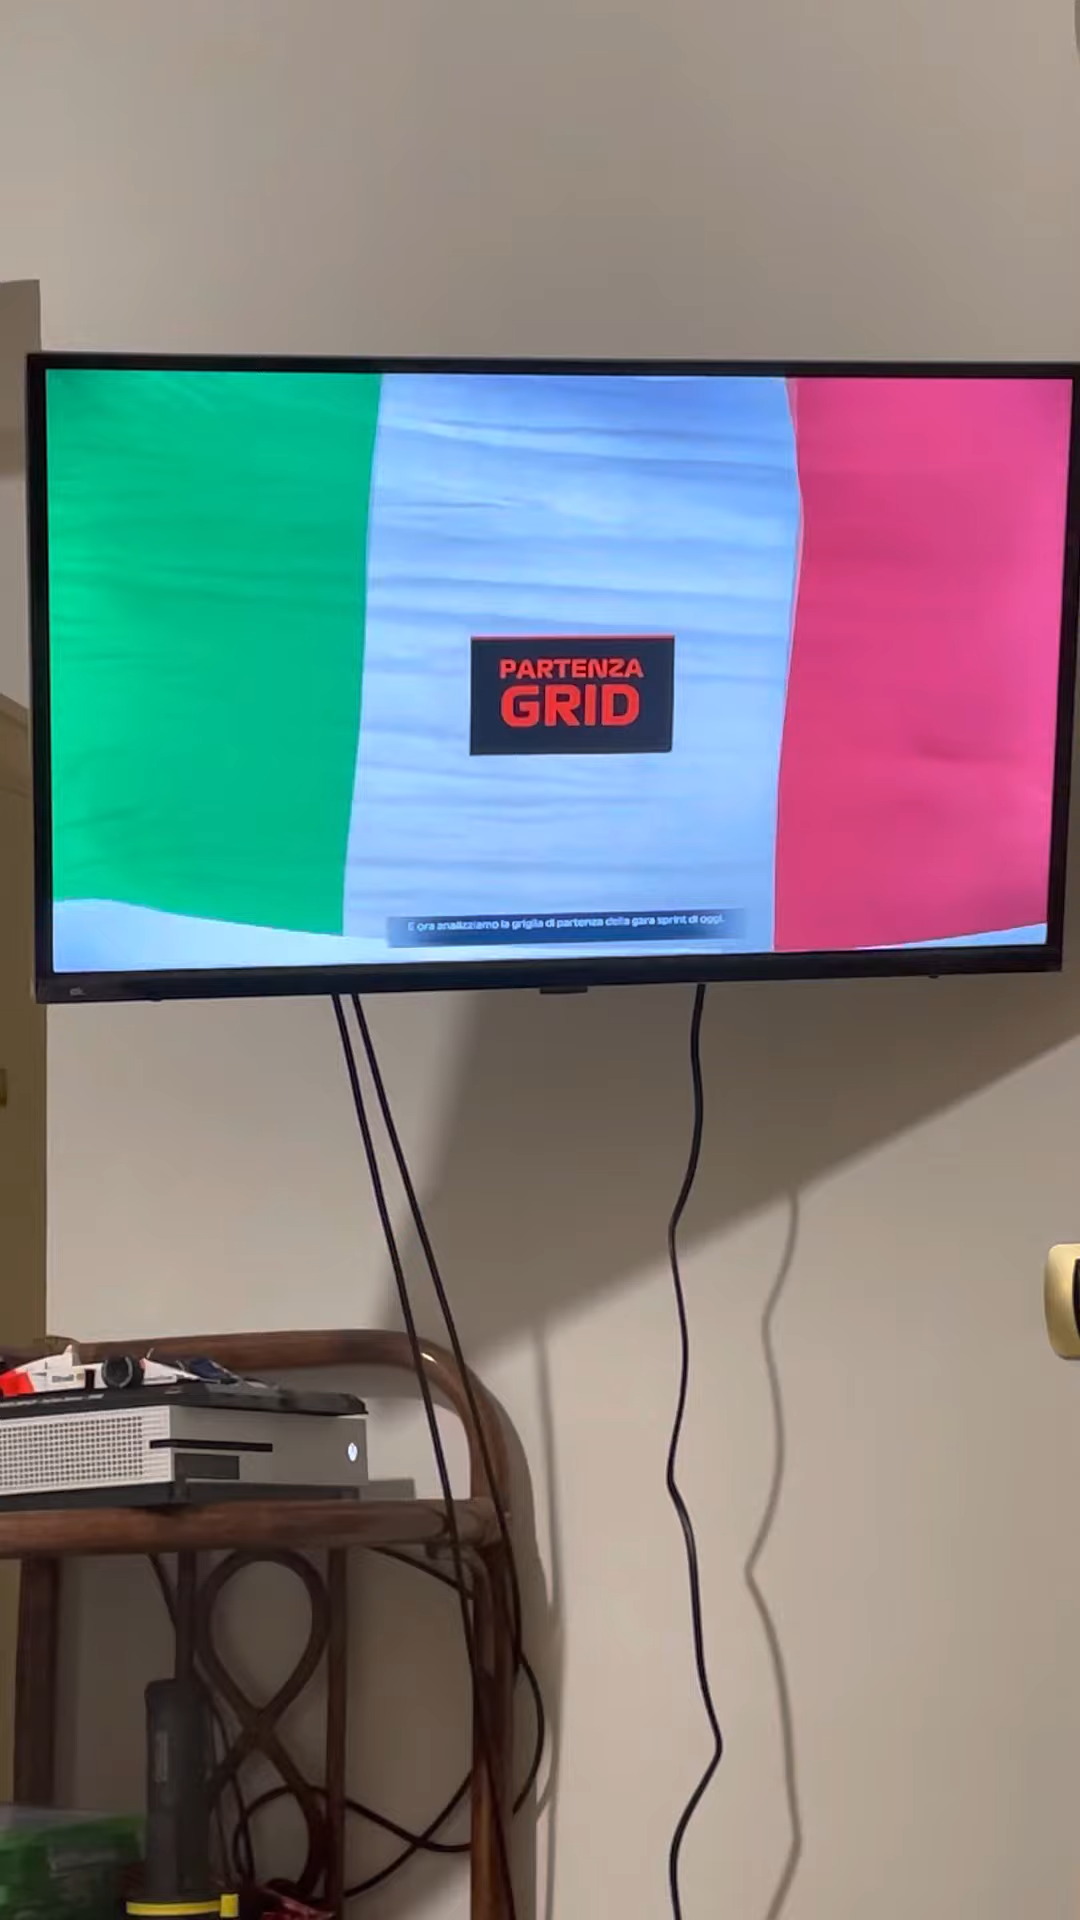 PARTENZA
GRID
E ora analizziamo la griglia di partenza della gara sprint di oggi.